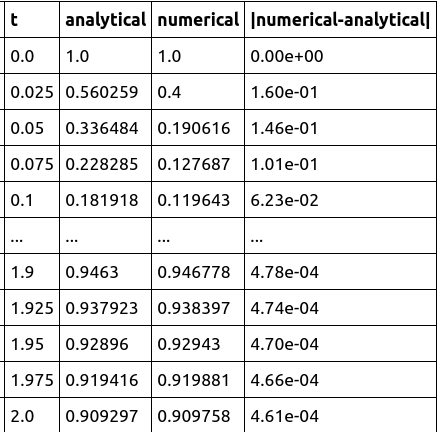 t analytical numerical |numerical-analytical|
0.0 1.0 1.0 0.00e+00
0.025 0.560259 0.4 1.60e-01
0.05 0.336484 0.190616 1.46e-01
0.075 0.228285 0.127687 1.01e-01
0.1 0.181918 0.119643 6.23e-02
... ... ... ...
1.9 0.9463 0.946778 4.78e-04
1.925 0.937923 0.938397 4.74e-04
1.95 0.92896 0.92943 4.70e-04
1.975 0.919416 0.919881 4.66e-04
2.0 0.909297 0.909758 4.61e-04